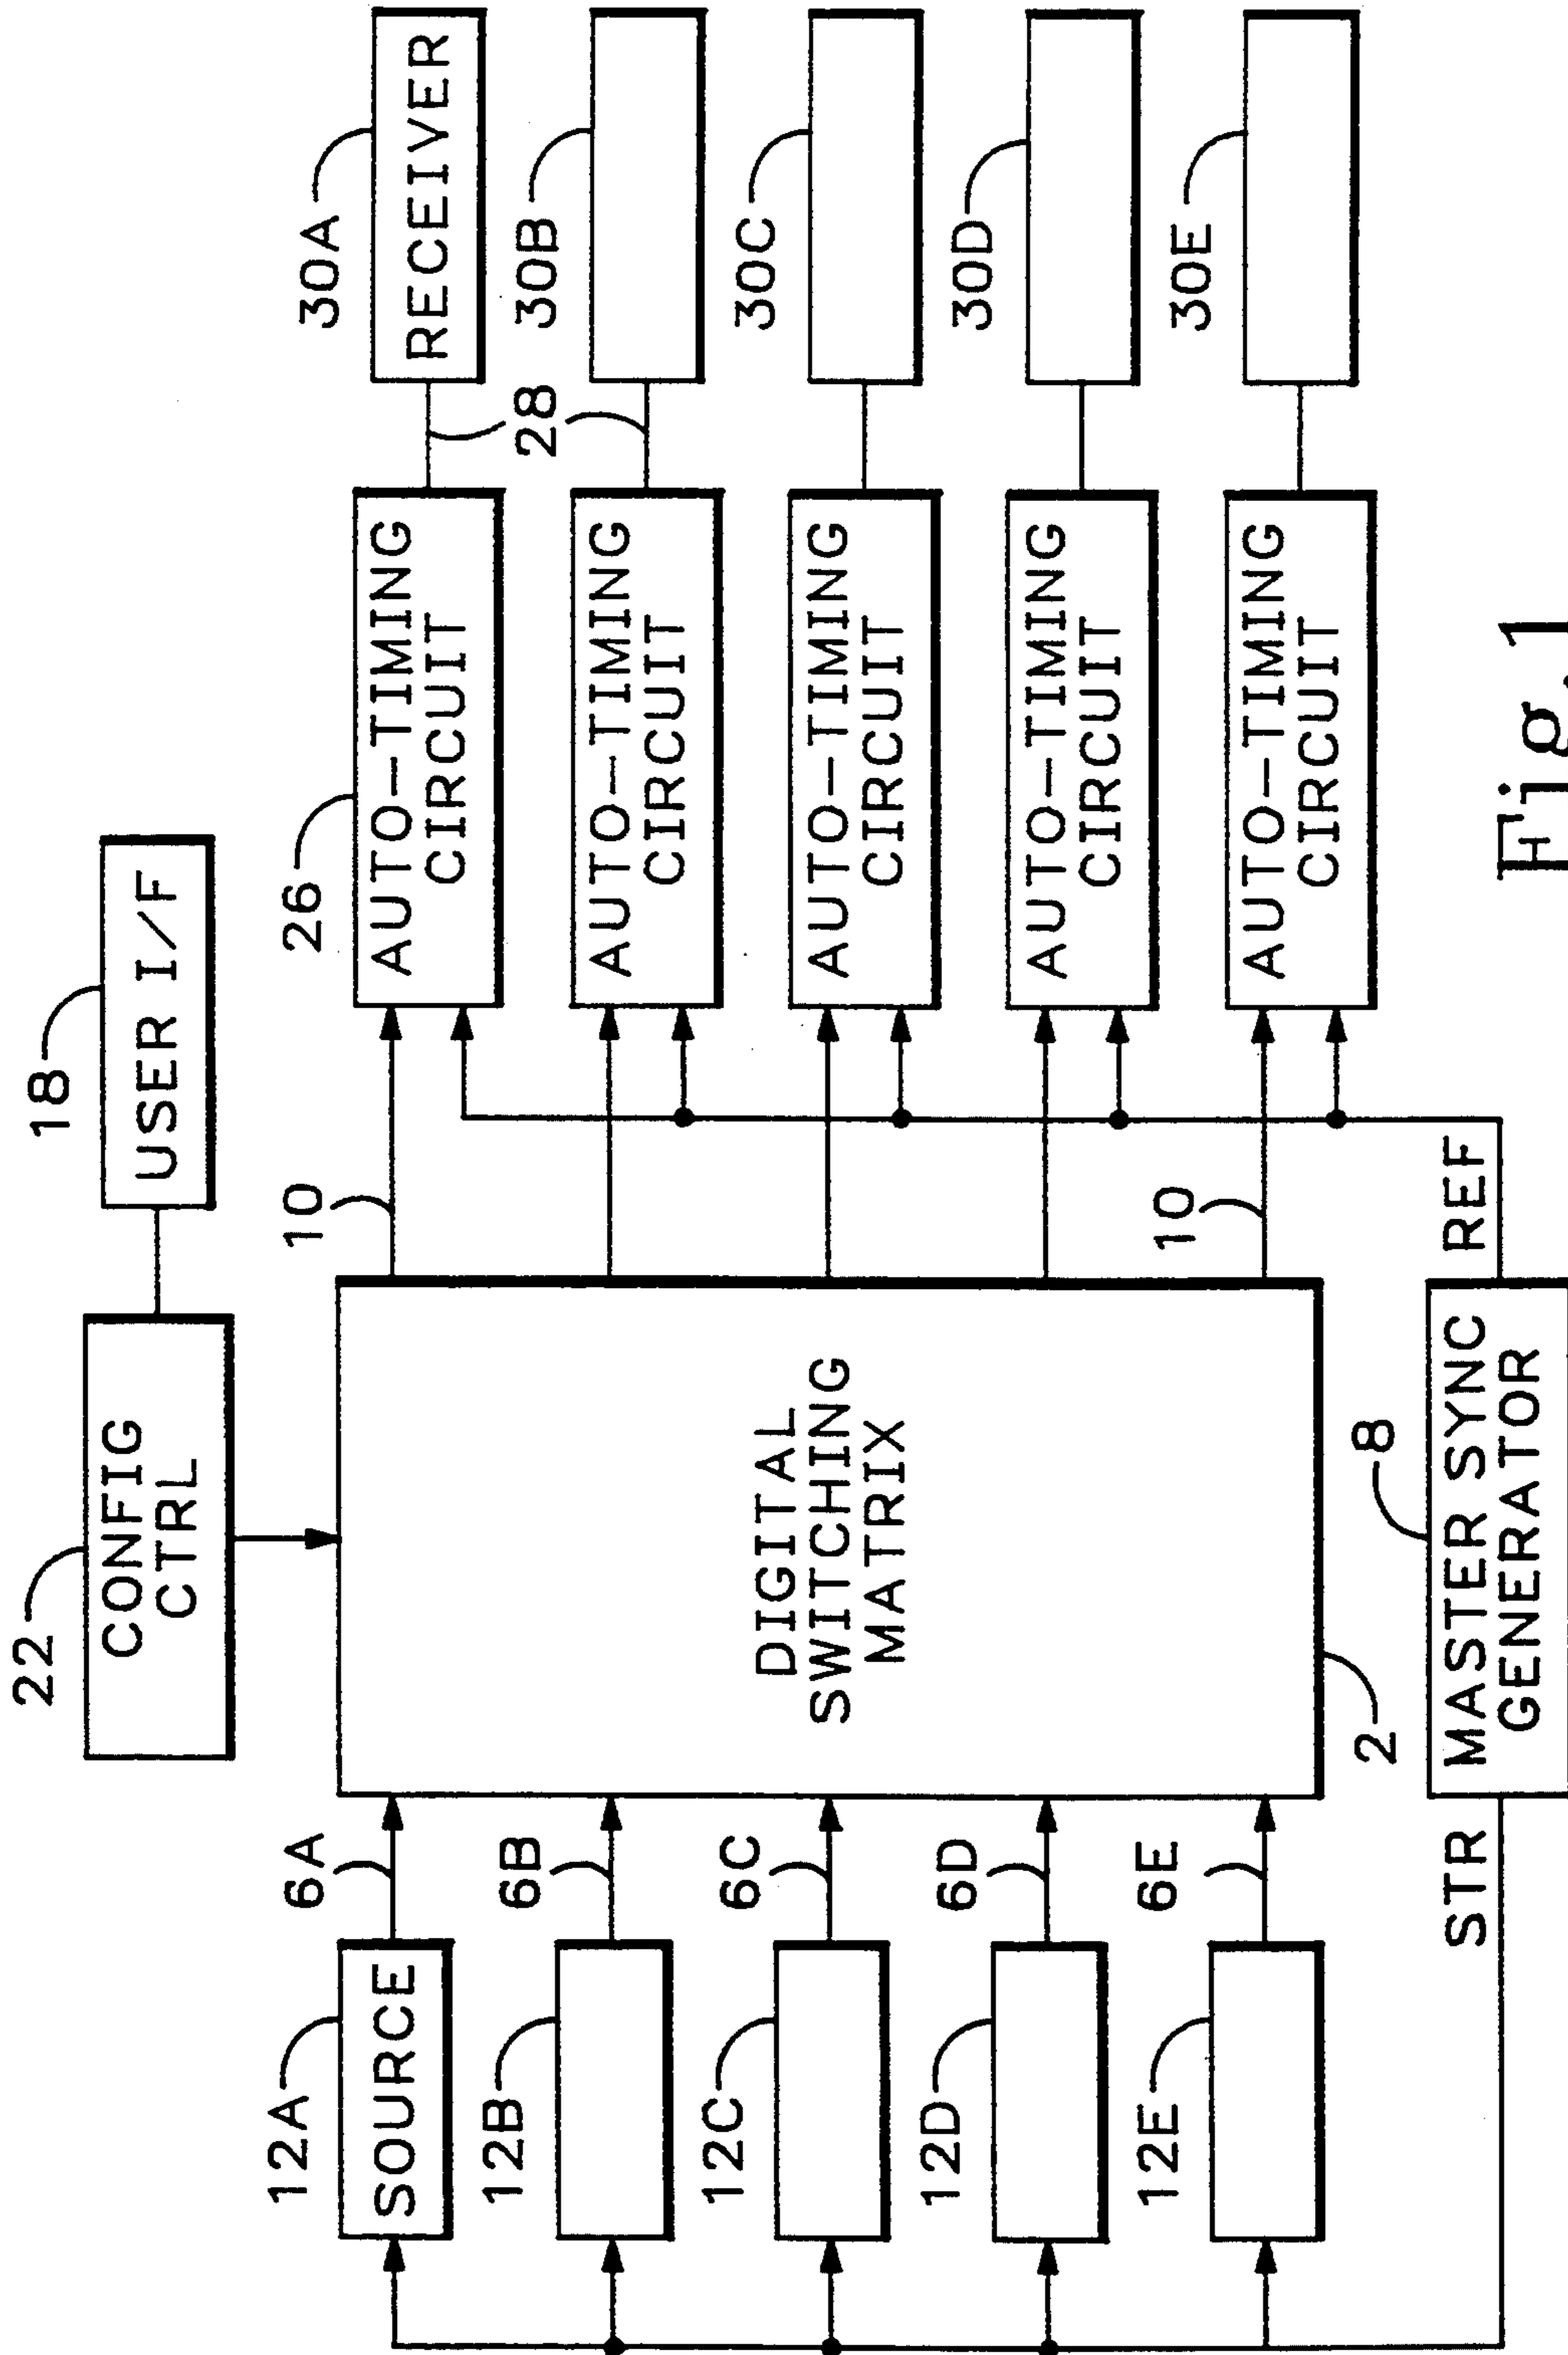 18
USER I/F
22
CONFIG
CTRL
12A
SOURCE
6A
10
26
AUTO-TIMING
CIRCUIT
30A
RECEIVER
28
12B
6B
AUTO-TIMING
CIRCUIT
30B
12C
6C
DIGITAL
SWITCHING
MATRIX
AUTO-TIMING
CIRCUIT
30C
12D
6D
AUTO-TIMING
CIRCUIT
30D
12E
6E
10
AUTO-TIMING
CIRCUIT
30E
2
8
STR
MASTER SYNC
GENERATOR
REF
Fig.1